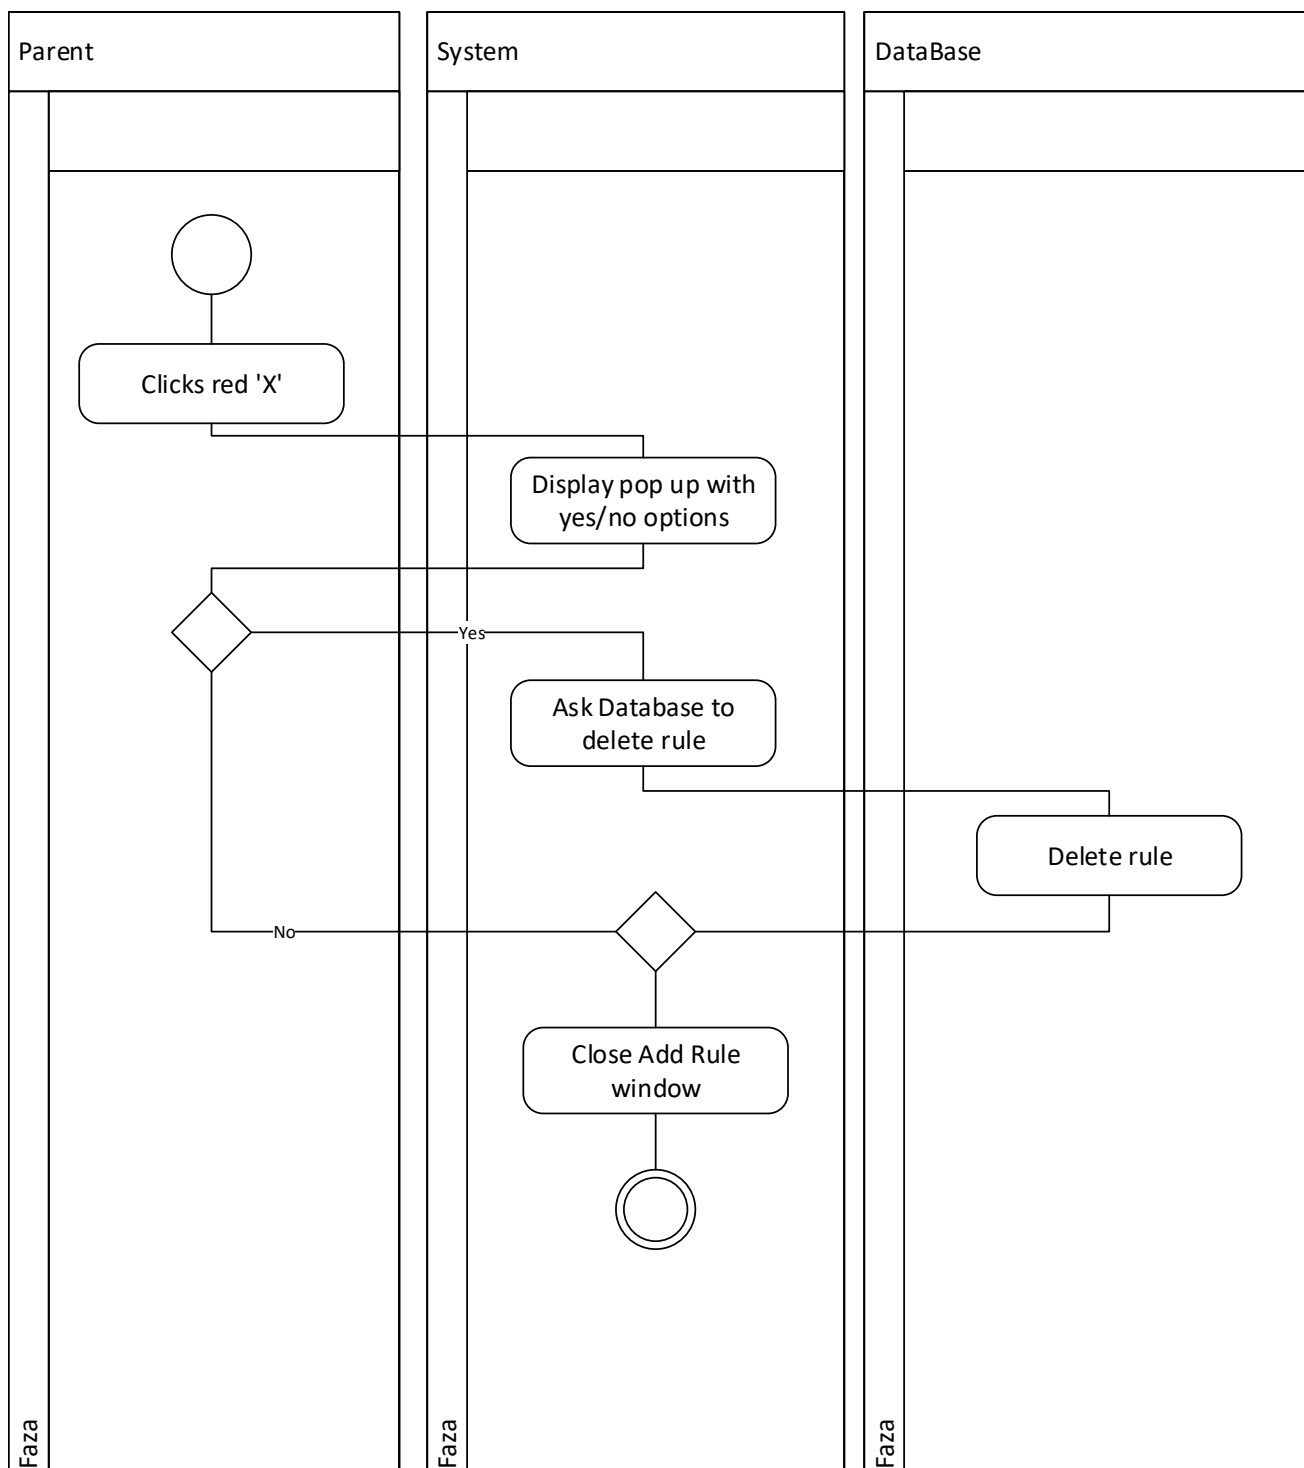 Parent
System
DataBase
Clicks red 'X'
Display pop up with
yes/no options
Yes
Ask Database to
delete rule
Delete rule
No
Close Add Rule
window
Faza
Faza
Faza